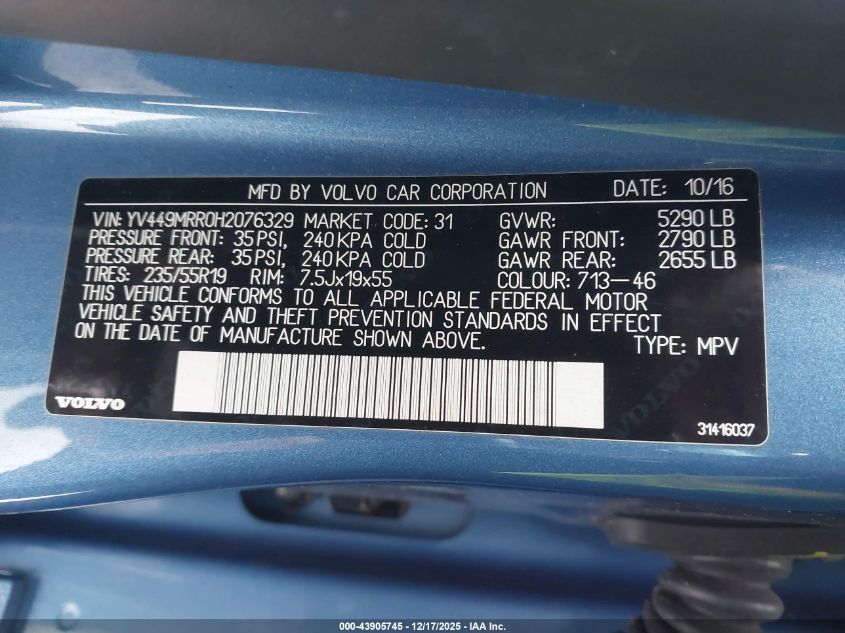 MFD BY VOLVO CAR CORPORATION DATE: 10/16
VIN: YV449MRR0H2076329 MARKET CODE: 31 GVWR: 5290 LB
PRESSURE FRONT: 35 PSI, 240 KPA COLD GAWR FRONT: 2790 LB
PRESSURE REAR: 35 PSI, 240 KPA COLD GAWR REAR: 2655 LB
TIRES: 235/55R19 RIM: 7.5Jx19x55 COLOUR: 713-46
THIS VEHICLE CONFORMS TO ALL APPLICABLE FEDERAL MOTOR
VEHICLE SAFETY AND THEFT PREVENTION STANDARDS IN EFFECT
ON THE DATE OF MANUFACTURE SHOWN ABOVE. TYPE: MPV
VOLVO 31416037
000-43905745 - 12/17/2025 - IAA Inc.